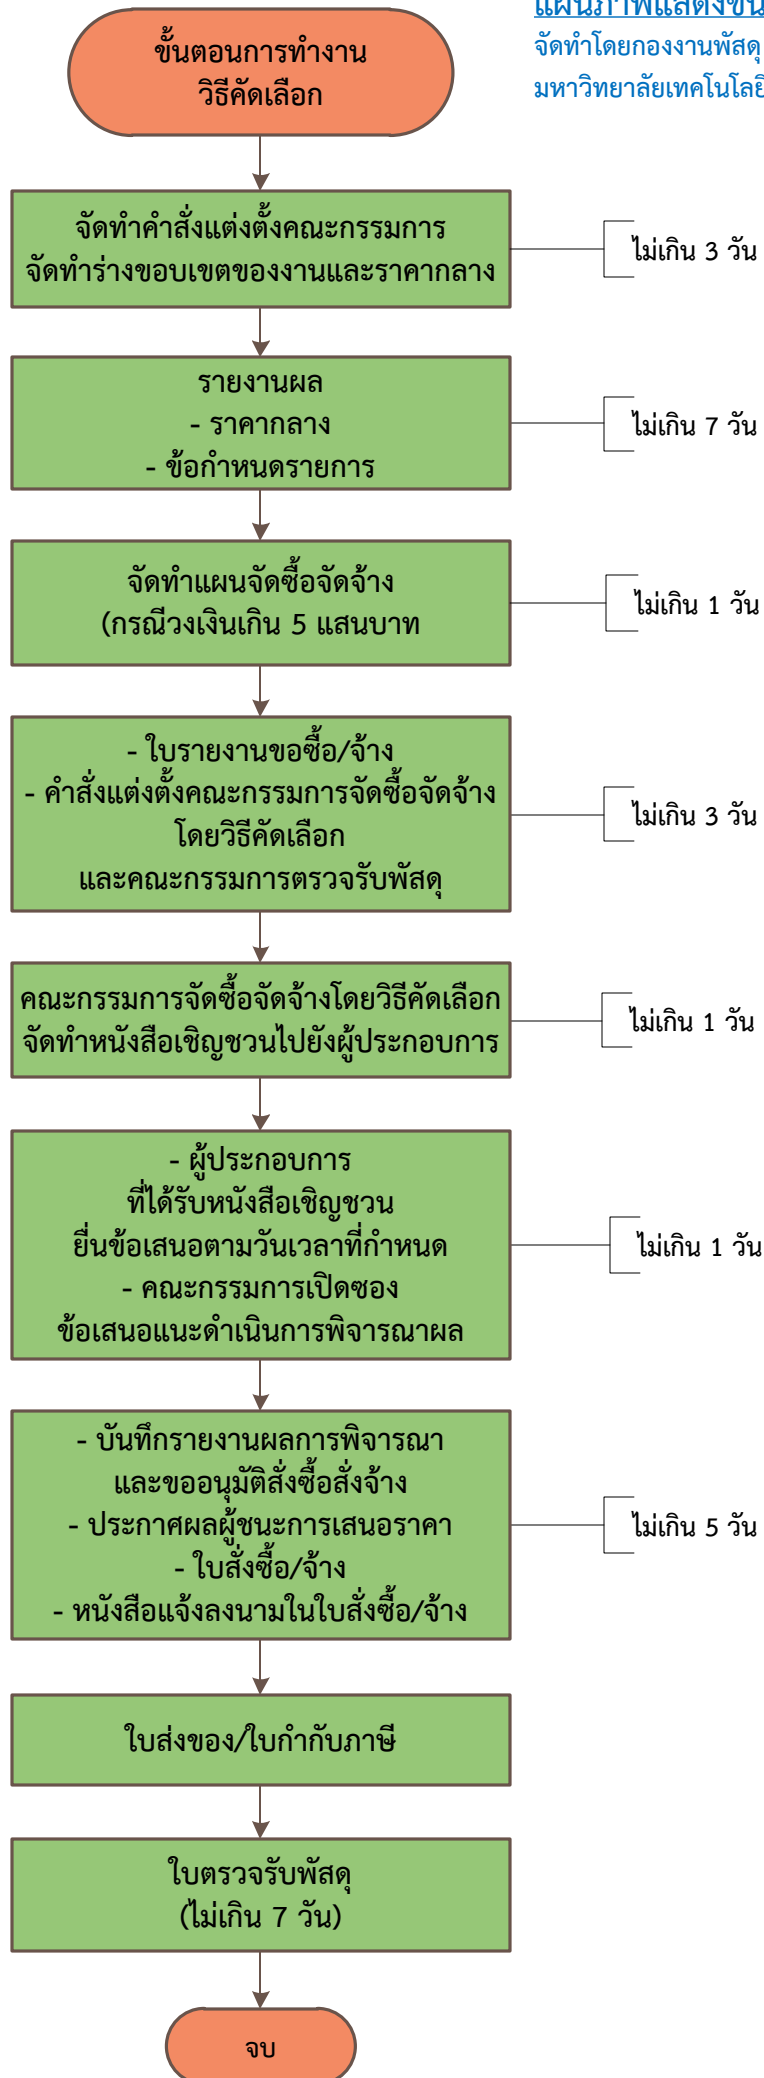 แผนภาพแสดงขั้น
จัดทำโดยกองงานพัสดุ
มหาวิทยาลัยเทคโนโลยี
ขั้นตอนการทำงาน
วิธีคัดเลือก
จัดทำคำสั่งแต่งตั้งคณะกรรมการ
จัดทำร่างขอบเขตของงานและราคากลาง
ไม่เกิน 3 วัน
รายงานผล
- ราคากลาง
- ข้อกำหนดรายการ
ไม่เกิน 7 วัน
จัดทำแผนจัดซื้อจัดจ้าง
(กรณีวงเงินเกิน 5 แสนบาท
ไม่เกิน 1 วัน
- ใบรายงานขอซื้อ/จ้าง
- คำสั่งแต่งตั้งคณะกรรมการจัดซื้อจัดจ้าง
โดยวิธีคัดเลือก
และคณะกรรมการตรวจรับพัสดุ
ไม่เกิน 3 วัน
คณะกรรมการจัดซื้อจัดจ้างโดยวิธีคัดเลือก
จัดทำหนังสือเชิญชวนไปยังผู้ประกอบการ
ไม่เกิน 1 วัน
- ผู้ประกอบการ
ที่ได้รับหนังสือเชิญชวน
ยื่นข้อเสนอตามวันเวลาที่กำหนด
- คณะกรรมการเปิดซอง
ข้อเสนอแนะดำเนินการพิจารณาผล
ไม่เกิน 1 วัน
- บันทึกรายงานผลการพิจารณา
และขออนุมัติสั่งซื้อสั่งจ้าง
- ประกาศผลผู้ชนะการเสนอราคา
- ใบสั่งซื้อ/จ้าง
- หนังสือแจ้งลงนามในใบสั่งซื้อ/จ้าง
ไม่เกิน 5 วัน
ใบส่งของ/ใบกำกับภาษี
ใบตรวจรับพัสดุ
(ไม่เกิน 7 วัน)
จบ